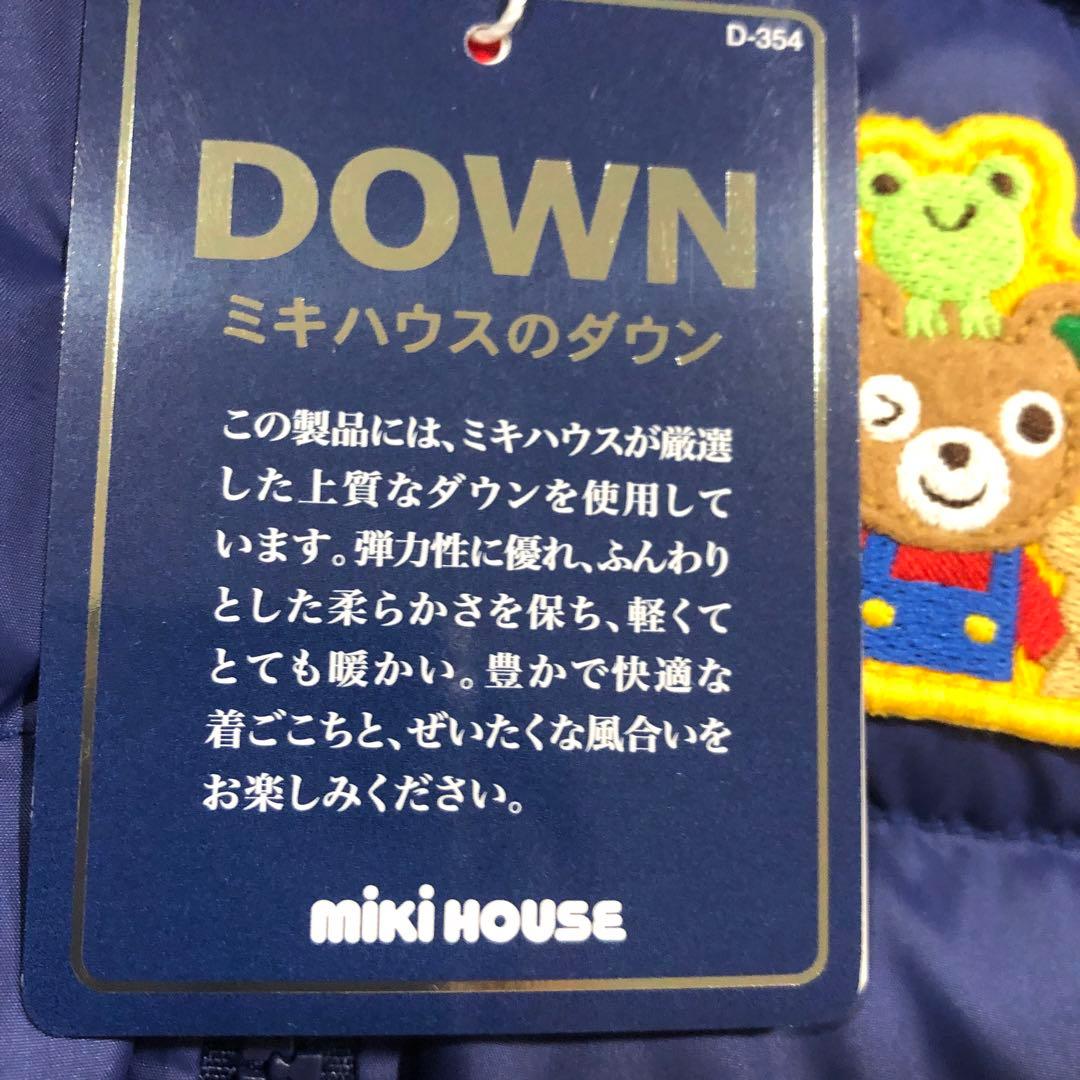 D-354
DOWN
ミキハウスのダウン
この製品には、ミキハウスが厳選
した上質なダウンを使用して
います。弾力性に優れ、ふんわり
とした柔らかさを保ち、軽くて
とても暖かい。豊かで快適な
着ごこちと、ぜいたくな風合いを
お楽しみください。
miKi HOUSE